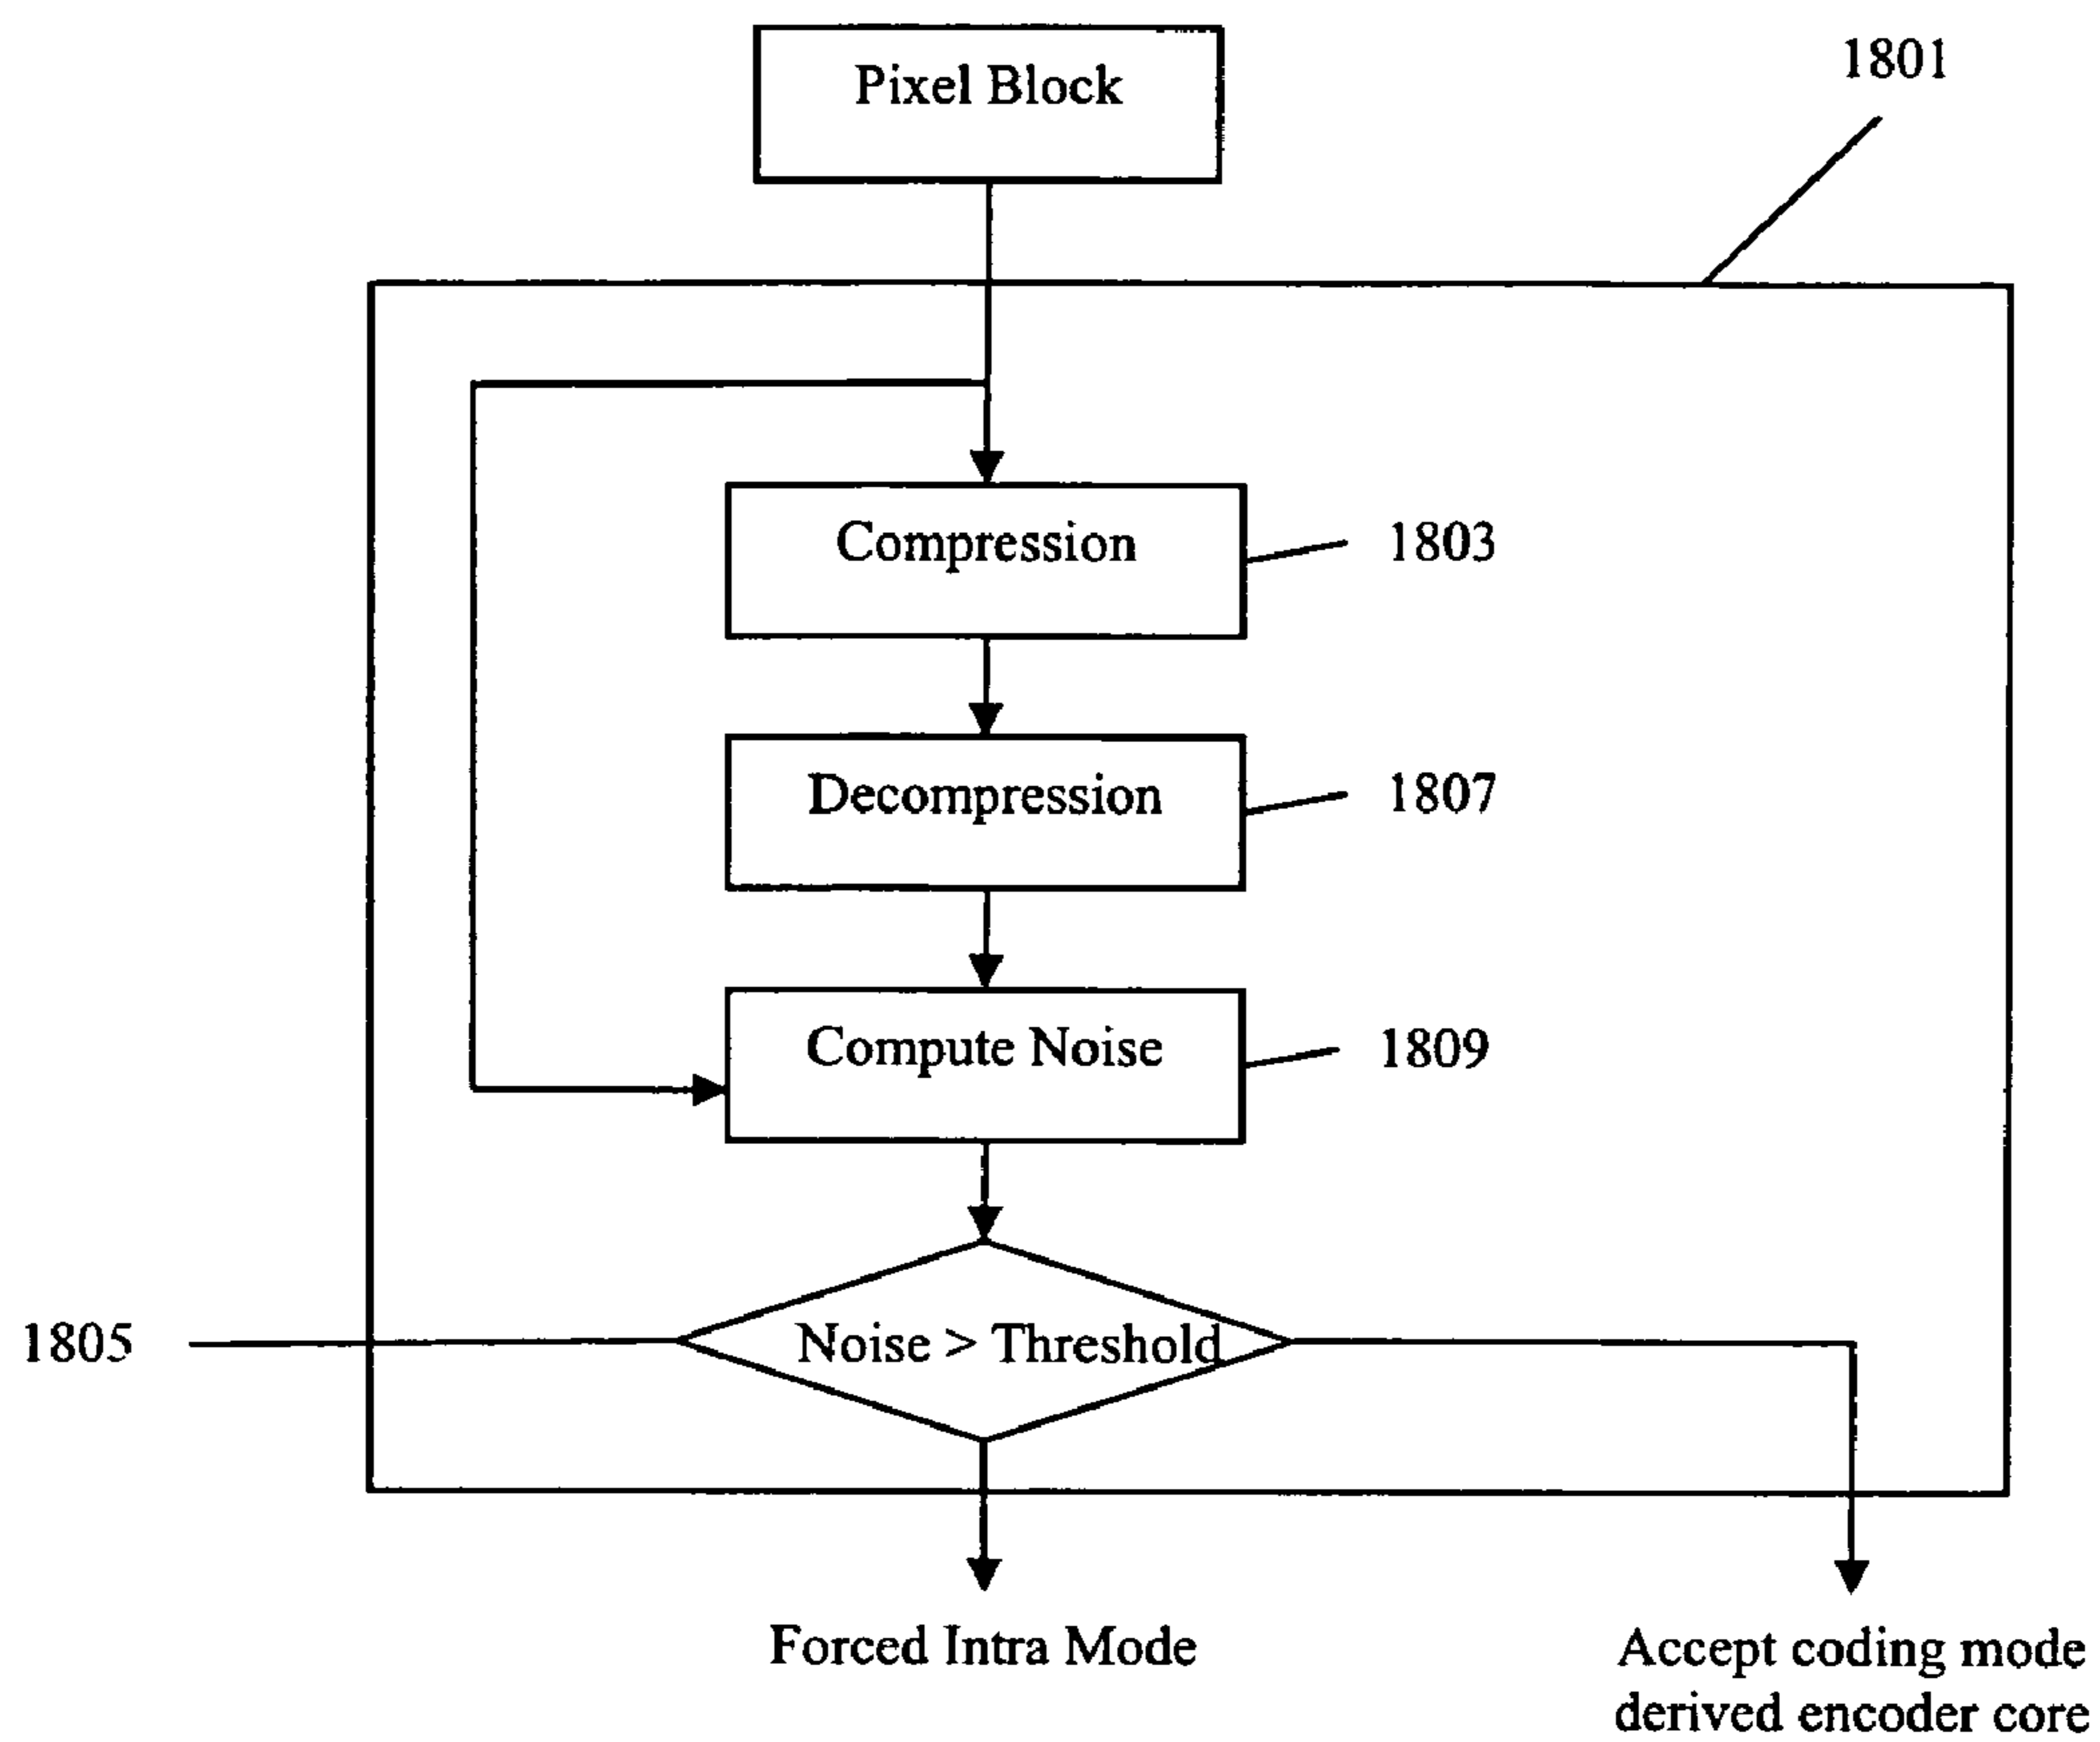 Pixel Block
1801
Compression
1803
Decompression
1807
Compute Noise
1809
1805
Noise > Threshold
Forced Intra Mode
Accept coding mode
derived encoder core